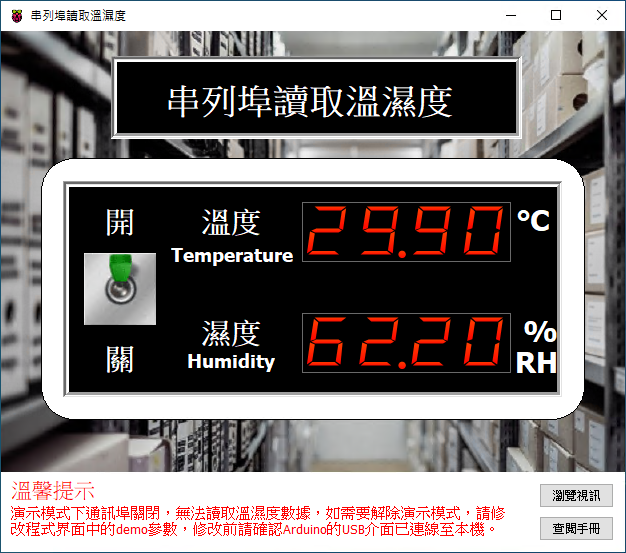 串列埠讀取溫濕度
串列埠讀取溫濕度
開
溫度
Temperature
29.90
°C
濕度
Humidity
62.20
%
RH
關
溫馨提示
演示模式下通訊埠關閉，無法讀取溫濕度數據，如需要解除演示模式，請修
改程式界面中的demo參數，修改前請確認Arduino的USB介面已連線至本機。
瀏覽視訊
查閱手冊